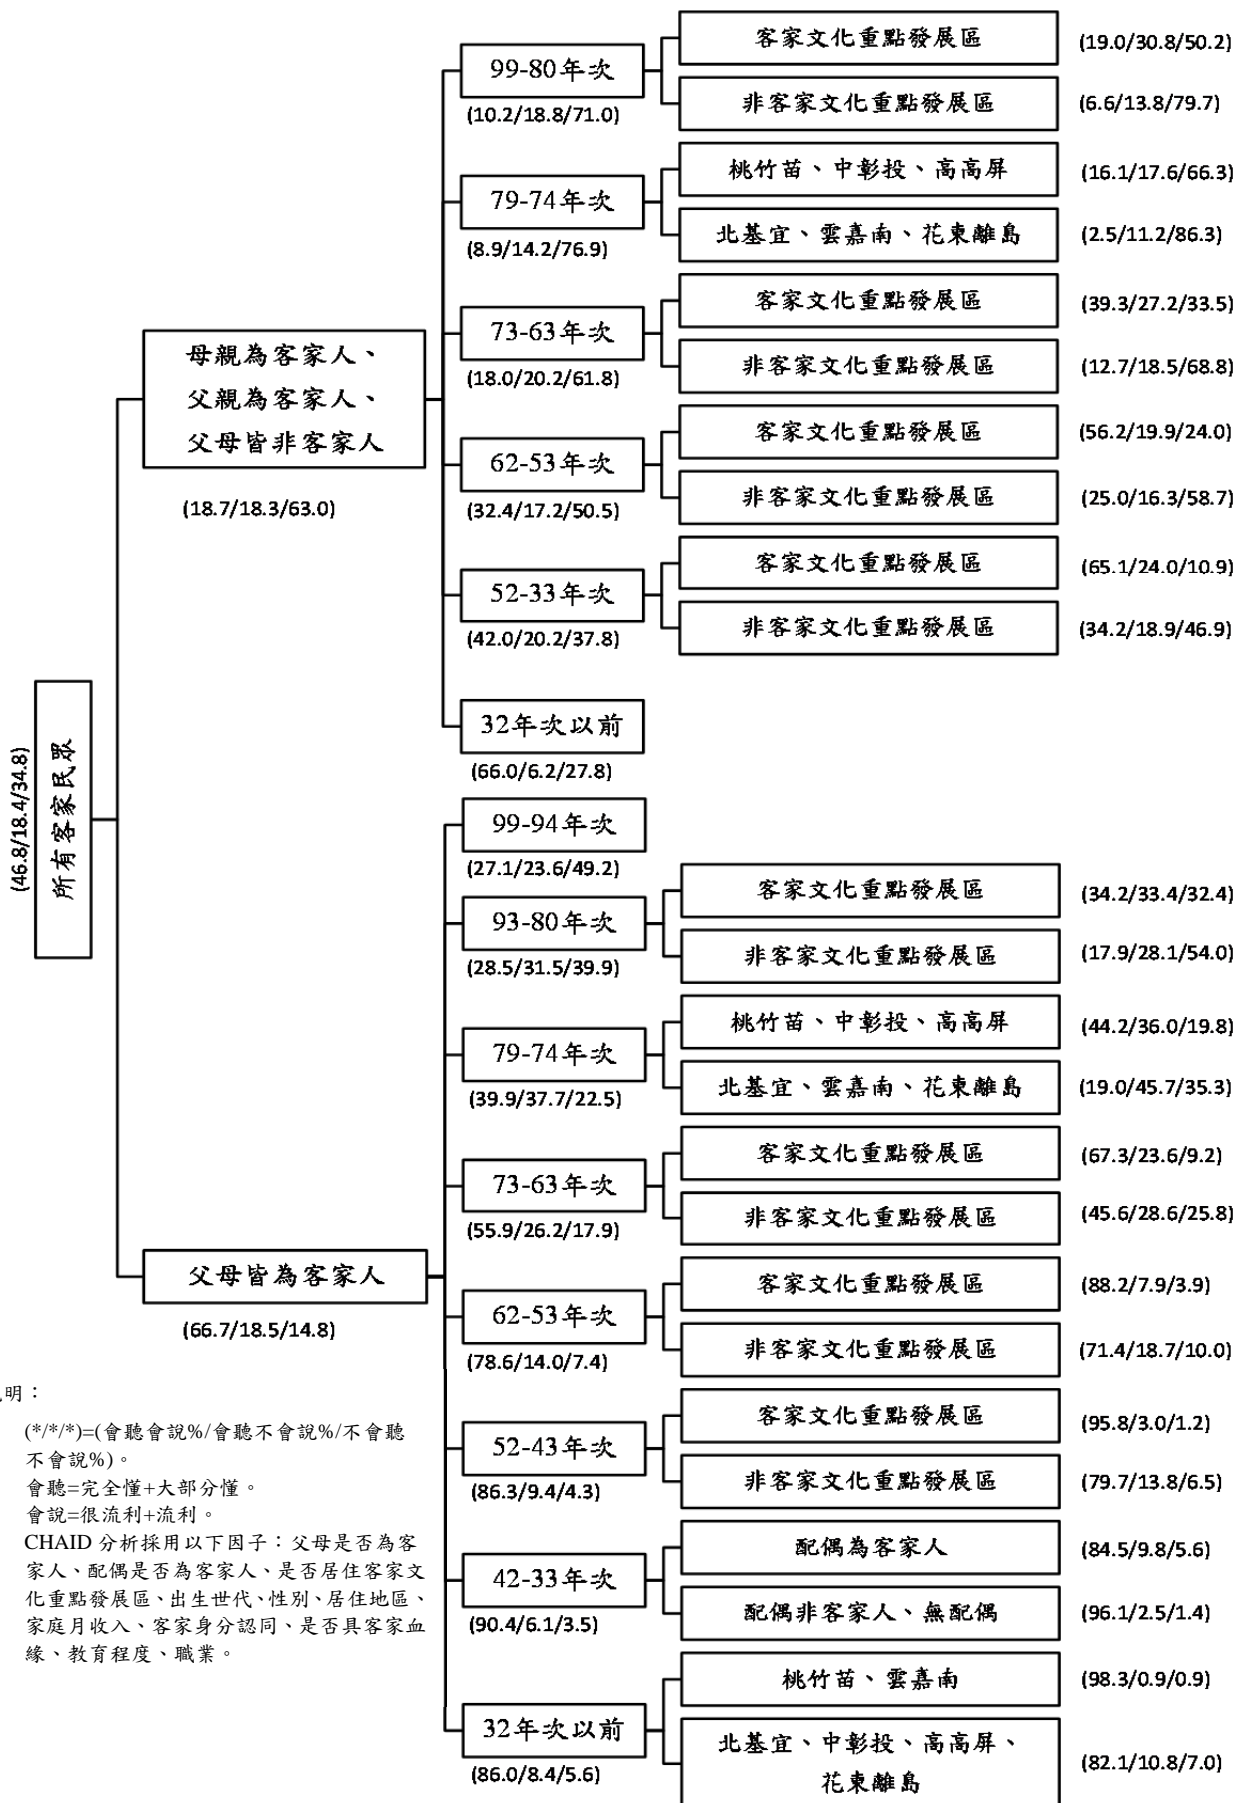 (46.8/18.4/34.8)
所有客家民眾
母親為客家人、
父親為客家人、
父母皆非客家人
(18.7/18.3/63.0)
99-80年次
(10.2/18.8/71.0)
客家文化重點發展區
(19.0/30.8/50.2)
非客家文化重點發展區
(6.6/13.8/79.7)
79-74年次
(8.9/14.2/76.9)
桃竹苗、中彰投、高高屏
(16.1/17.6/66.3)
北基宜、雲嘉南、花東離島
(2.5/11.2/86.3)
73-63年次
(18.0/20.2/61.8)
客家文化重點發展區
(39.3/27.2/33.5)
非客家文化重點發展區
(12.7/18.5/68.8)
62-53年次
(32.4/17.2/50.5)
客家文化重點發展區
(56.2/19.9/24.0)
非客家文化重點發展區
(25.0/16.3/58.7)
52-33年次
(42.0/20.2/37.8)
客家文化重點發展區
(65.1/24.0/10.9)
非客家文化重點發展區
(34.2/18.9/46.9)
32年次以前
(66.0/6.2/27.8)
父母皆為客家人
(66.7/18.5/14.8)
99-94年次
(27.1/23.6/49.2)
93-80年次
(28.5/31.5/39.9)
客家文化重點發展區
(34.2/33.4/32.4)
非客家文化重點發展區
(17.9/28.1/54.0)
79-74年次
(39.9/37.7/22.5)
桃竹苗、中彰投、高高屏
(44.2/36.0/19.8)
北基宜、雲嘉南、花東離島
(19.0/45.7/35.3)
73-63年次
(55.9/26.2/17.9)
客家文化重點發展區
(67.3/23.6/9.2)
非客家文化重點發展區
(45.6/28.6/25.8)
62-53年次
(78.6/14.0/7.4)
客家文化重點發展區
(88.2/7.9/3.9)
非客家文化重點發展區
(71.4/18.7/10.0)
52-43年次
(86.3/9.4/4.3)
客家文化重點發展區
(95.8/3.0/1.2)
非客家文化重點發展區
(79.7/13.8/6.5)
42-33年次
(90.4/6.1/3.5)
配偶為客家人
(84.5/9.8/5.6)
配偶非客家人、無配偶
(96.1/2.5/1.4)
32年次以前
(86.0/8.4/5.6)
桃竹苗、雲嘉南
(98.3/0.9/0.9)
北基宜、中彰投、高高屏、
花東離島
(82.1/10.8/7.0)
明：
(*/*/*)=(會聽會說%/會聽不會說%/不會聽
不會說%)。
會聽=完全懂+大部分懂。
會說=很流利+流利。
CHAID 分析採用以下因子：父母是否為客
家人、配偶是否為客家人、是否居住客家文
化重點發展區、出生世代、性別、居住地區、
家庭月收入、客家身分認同、是否具客家血
緣、教育程度、職業。